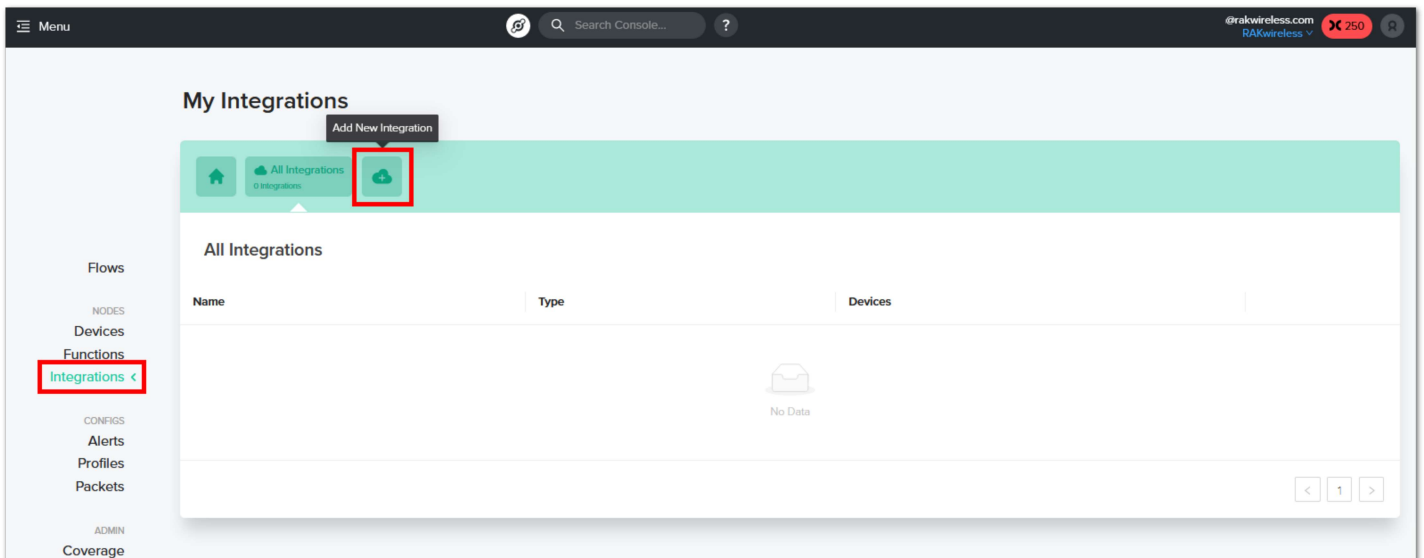 Menu
Search Console...
?
@rakwireless.com
RAKwireless
250
My Integrations
Add New Integration
All Integrations
0 Integrations
All Integrations
Name
Type
Devices
No Data
1
Flows
NODES
Devices
Functions
Integrations
CONFIGS
Alerts
Profiles
Packets
ADMIN
Coverage